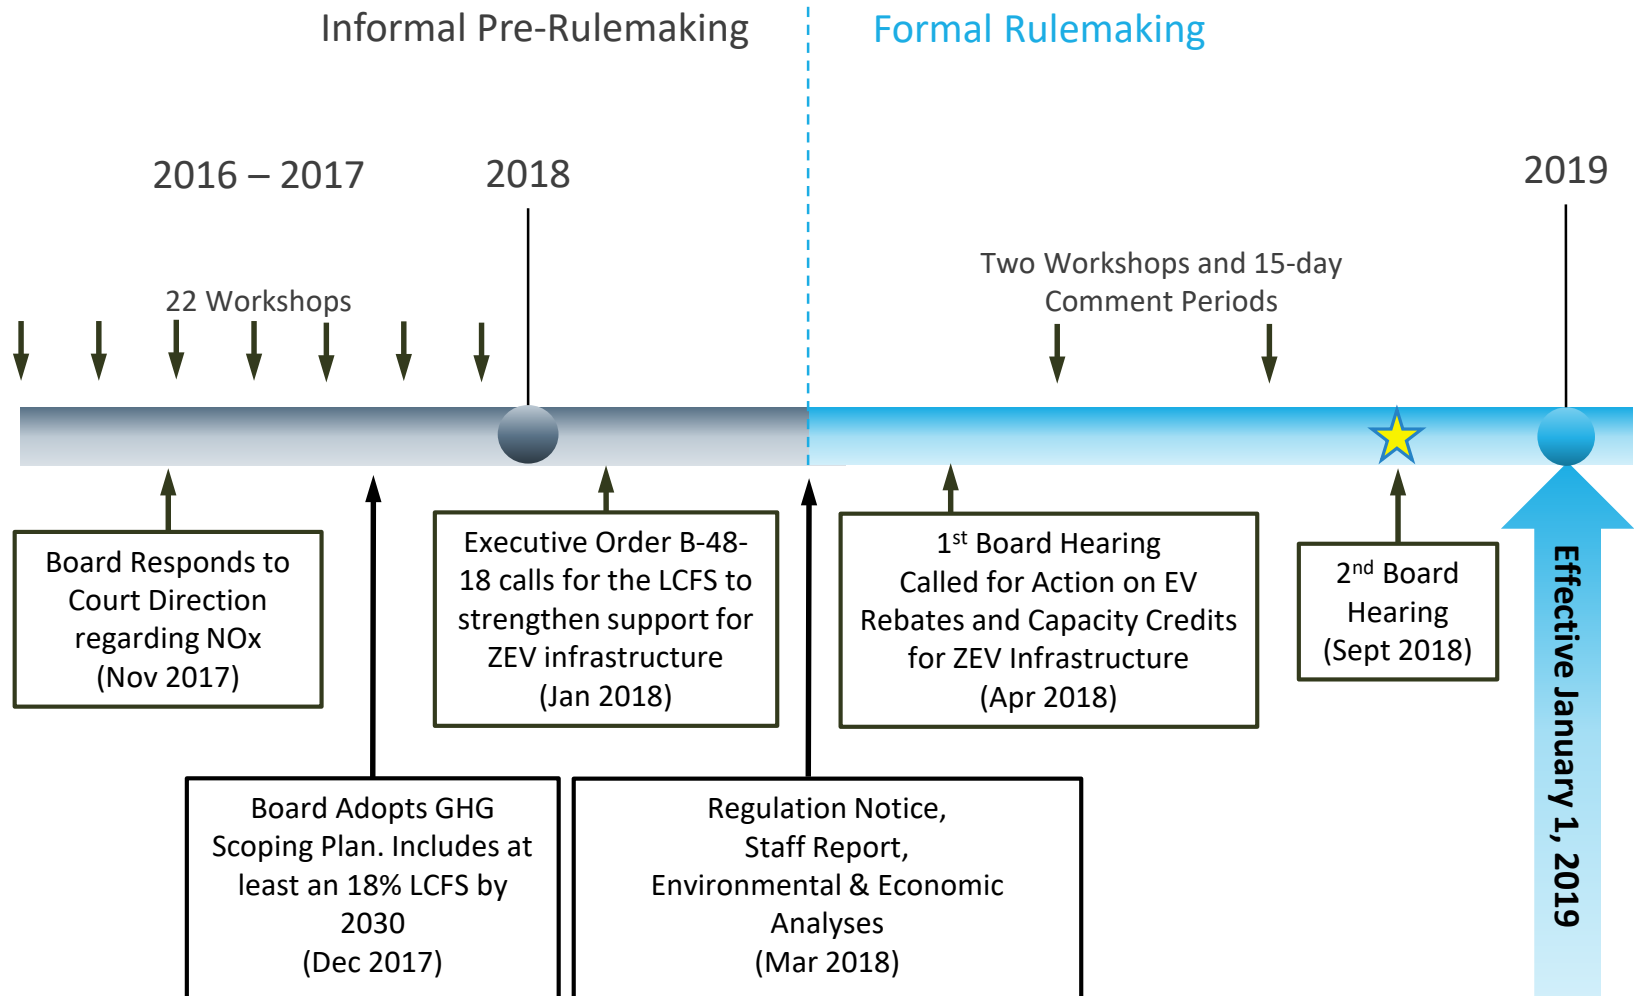 Informal Pre-Rulemaking
Formal Rulemaking
2016 – 2017
2018
2019
22 Workshops
Two Workshops and 15-day
Comment Periods
Board Responds to
Court Direction
regarding NOx
(Nov 2017)
Executive Order B-48-
18 calls for the LCFS to
strengthen support for
ZEV infrastructure
(Jan 2018)
1st Board Hearing
Called for Action on EV
Rebates and Capacity Credits
for ZEV Infrastructure
(Apr 2018)
2nd Board
Hearing
(Sept 2018)
Effective January 1, 2019
Board Adopts GHG
Scoping Plan. Includes at
least an 18% LCFS by
2030
(Dec 2017)
Regulation Notice,
Staff Report,
Environmental & Economic
Analyses
(Mar 2018)